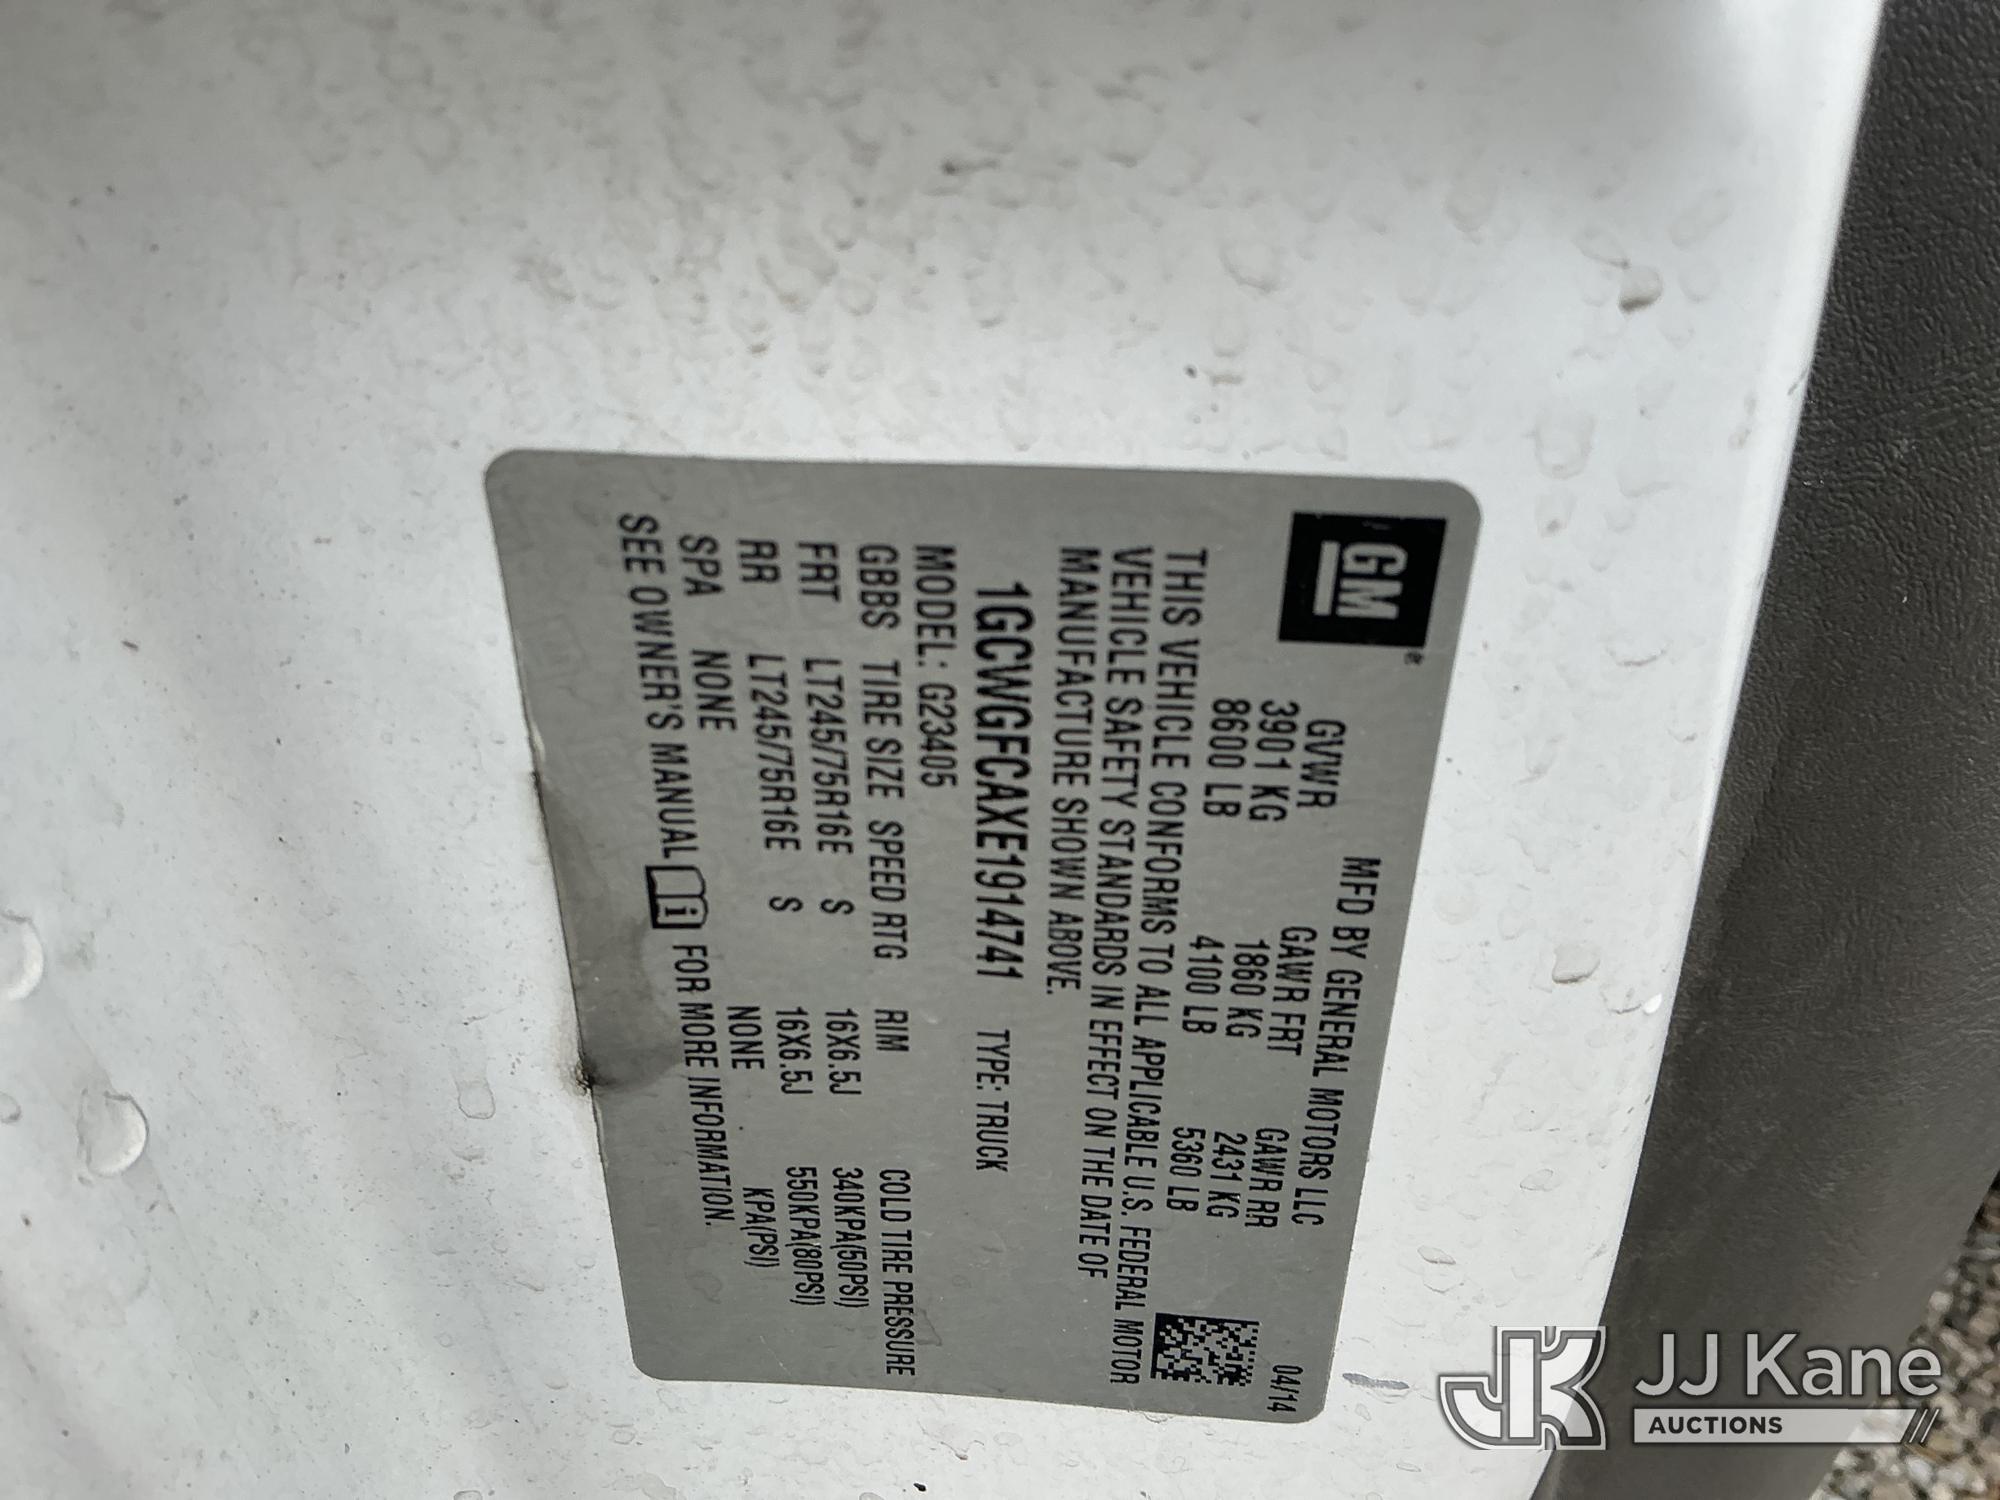 GM
MFD BY GENERAL MOTORS LLC 04/14
GVWR GAWR FRT GAWR RR
3901 KG 1860 KG 2431 KG
8600 LB 4100 LB 5360 LB
THIS VEHICLE CONFORMS TO ALL APPLICABLE U.S. FEDERAL MOTOR
VEHICLE SAFETY STANDARDS IN EFFECT ON THE DATE OF
MANUFACTURE SHOWN ABOVE.
1GCWGFCAXE1914741 TYPE: TRUCK
MODEL: G23405
GBBS TIRE SIZE SPEED RTG RIM COLD TIRE PRESSURE
FRT LT245/75R16E S 16X6.5J 340KPA(50PSI)
RR LT245/75R16E S 16X6.5J 550KPA(80PSI)
SPA NONE NONE KPA(PSI)
SEE OWNER'S MANUAL i FOR MORE INFORMATION.
JK JJ Kane
AUCTIONS